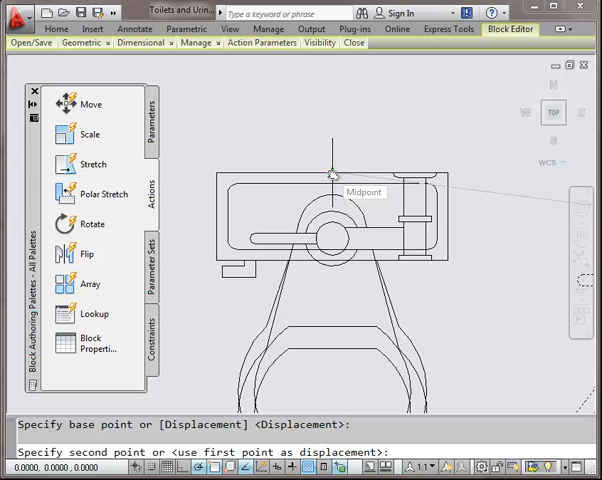 Toilets and Urin...
Type a keyword or phrase
Sign In
Home Insert Annotate Parametric View Manage Output Plug-ins Online Express Tools Block Editor
Open/Save Geometric Dimensional Manage Action Parameters Visibility Close
Move
Scale
Stretch
Polar Stretch
Rotate
Flip
Array
Lookup
Block
Properti...
Parameters
Actions
Parameter Sets
Constraints
Block Authoring Palettes - All Palettes
Midpoint
N
W
TOP
E
S
WCS
Specify base point or [Displacement] <Displacement>:
Specify second point or <use first point as displacement>:
0.0000, 0.0000, 0.0000
1:1